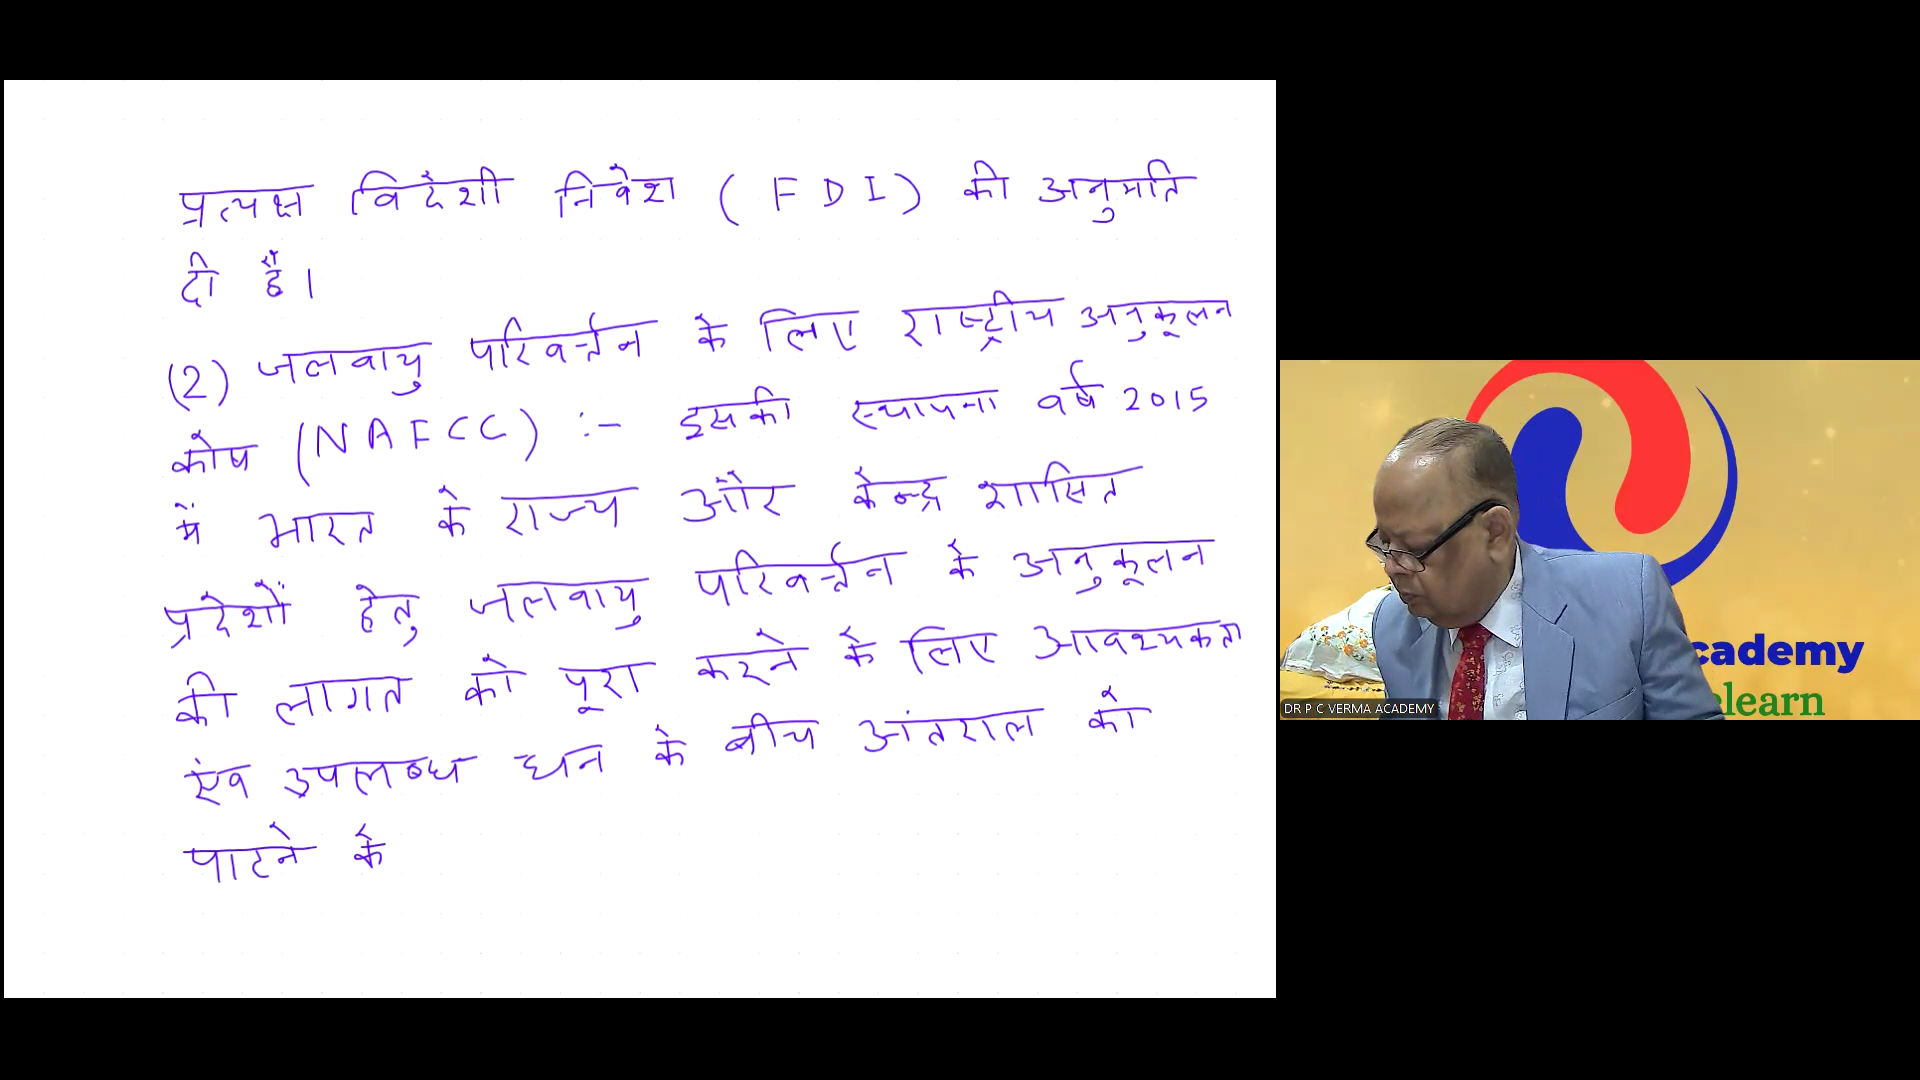 प्रत्यक्ष विदेशी निवेश ( FDI ) की अनुमति
दी है।
(2) जलवायु परिवर्तन के लिए राष्ट्रीय अनुकूलन
कोष (NAFCC) :- इसकी स्थापना वर्ष 2015
में भारत के राज्य और केन्द्र शासित
प्रदेशों हेतु जलवायु परिवर्तन के अनुकूलन
की लागत को पूरा करने के लिए आवश्यकता
एंव उपलब्ध धन के बीच अंतराल को
पाटने के
cademy
elearn
DR P C VERMA ACADEMY